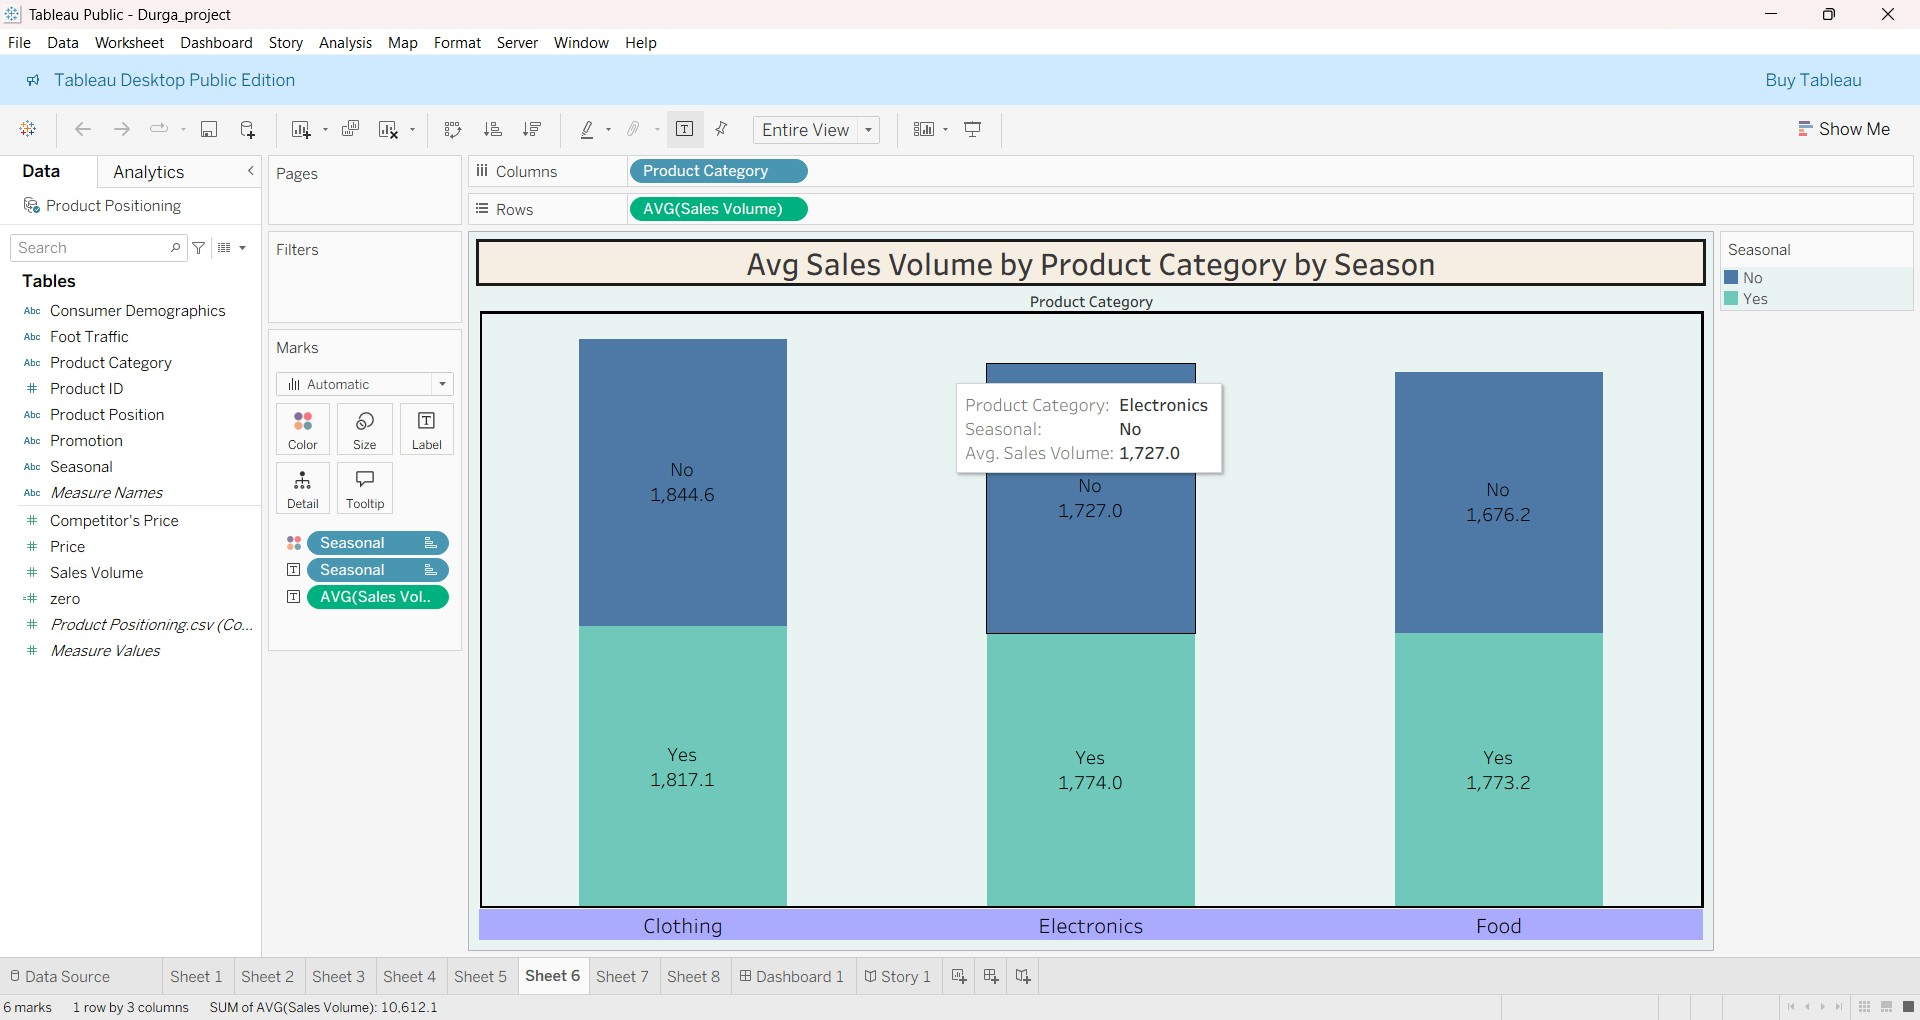 Tableau Public - Durga_project
File Data Worksheet Dashboard Story Analysis Map Format Server Window Help
Tableau Desktop Public Edition
Buy Tableau
Entire View
Show Me
Data
Analytics
Product Positioning
Search
Tables
Abc Consumer Demographics
Abc Foot Traffic
Abc Product Category
# Product ID
Abc Product Position
Abc Promotion
Abc Seasonal
Abc Measure Names
# Competitor's Price
# Price
# Sales Volume
=# zero
# Product Positioning.csv (Co...
# Measure Values
Pages
Filters
Marks
Automatic
Color
Size
T
Label
Detail
Tooltip
Seasonal
T Seasonal
T AVG(Sales Vol..
Columns
Product Category
Rows
AVG(Sales Volume)
Avg Sales Volume by Product Category by Season
Product Category
No
1,844.6
Yes
1,817.1
Product Category: Electronics
Seasonal: No
Avg. Sales Volume: 1,727.0
No
1,727.0
Yes
1,774.0
No
1,676.2
Yes
1,773.2
Clothing
Electronics
Food
Seasonal
No
Yes
Data Source
Sheet 1
Sheet 2
Sheet 3
Sheet 4
Sheet 5
Sheet 6
Sheet 7
Sheet 8
Dashboard 1
Story 1
6 marks
1 row by 3 columns
SUM of AVG(Sales Volume): 10,612.1